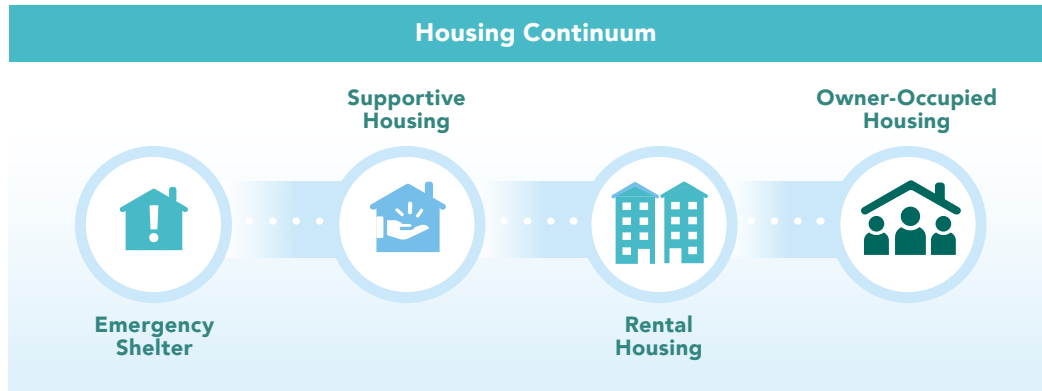 Housing Continuum
Emergency
Shelter
Supportive
Housing
Rental
Housing
Owner-Occupied
Housing